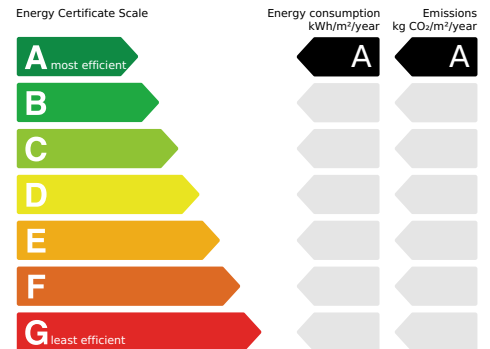 Energy Certificate Scale
Energy consumption
kWh/m²/year
Emissions
kg CO₂/m²/year
A most efficient
A
A
B
C
D
E
F
G least efficient